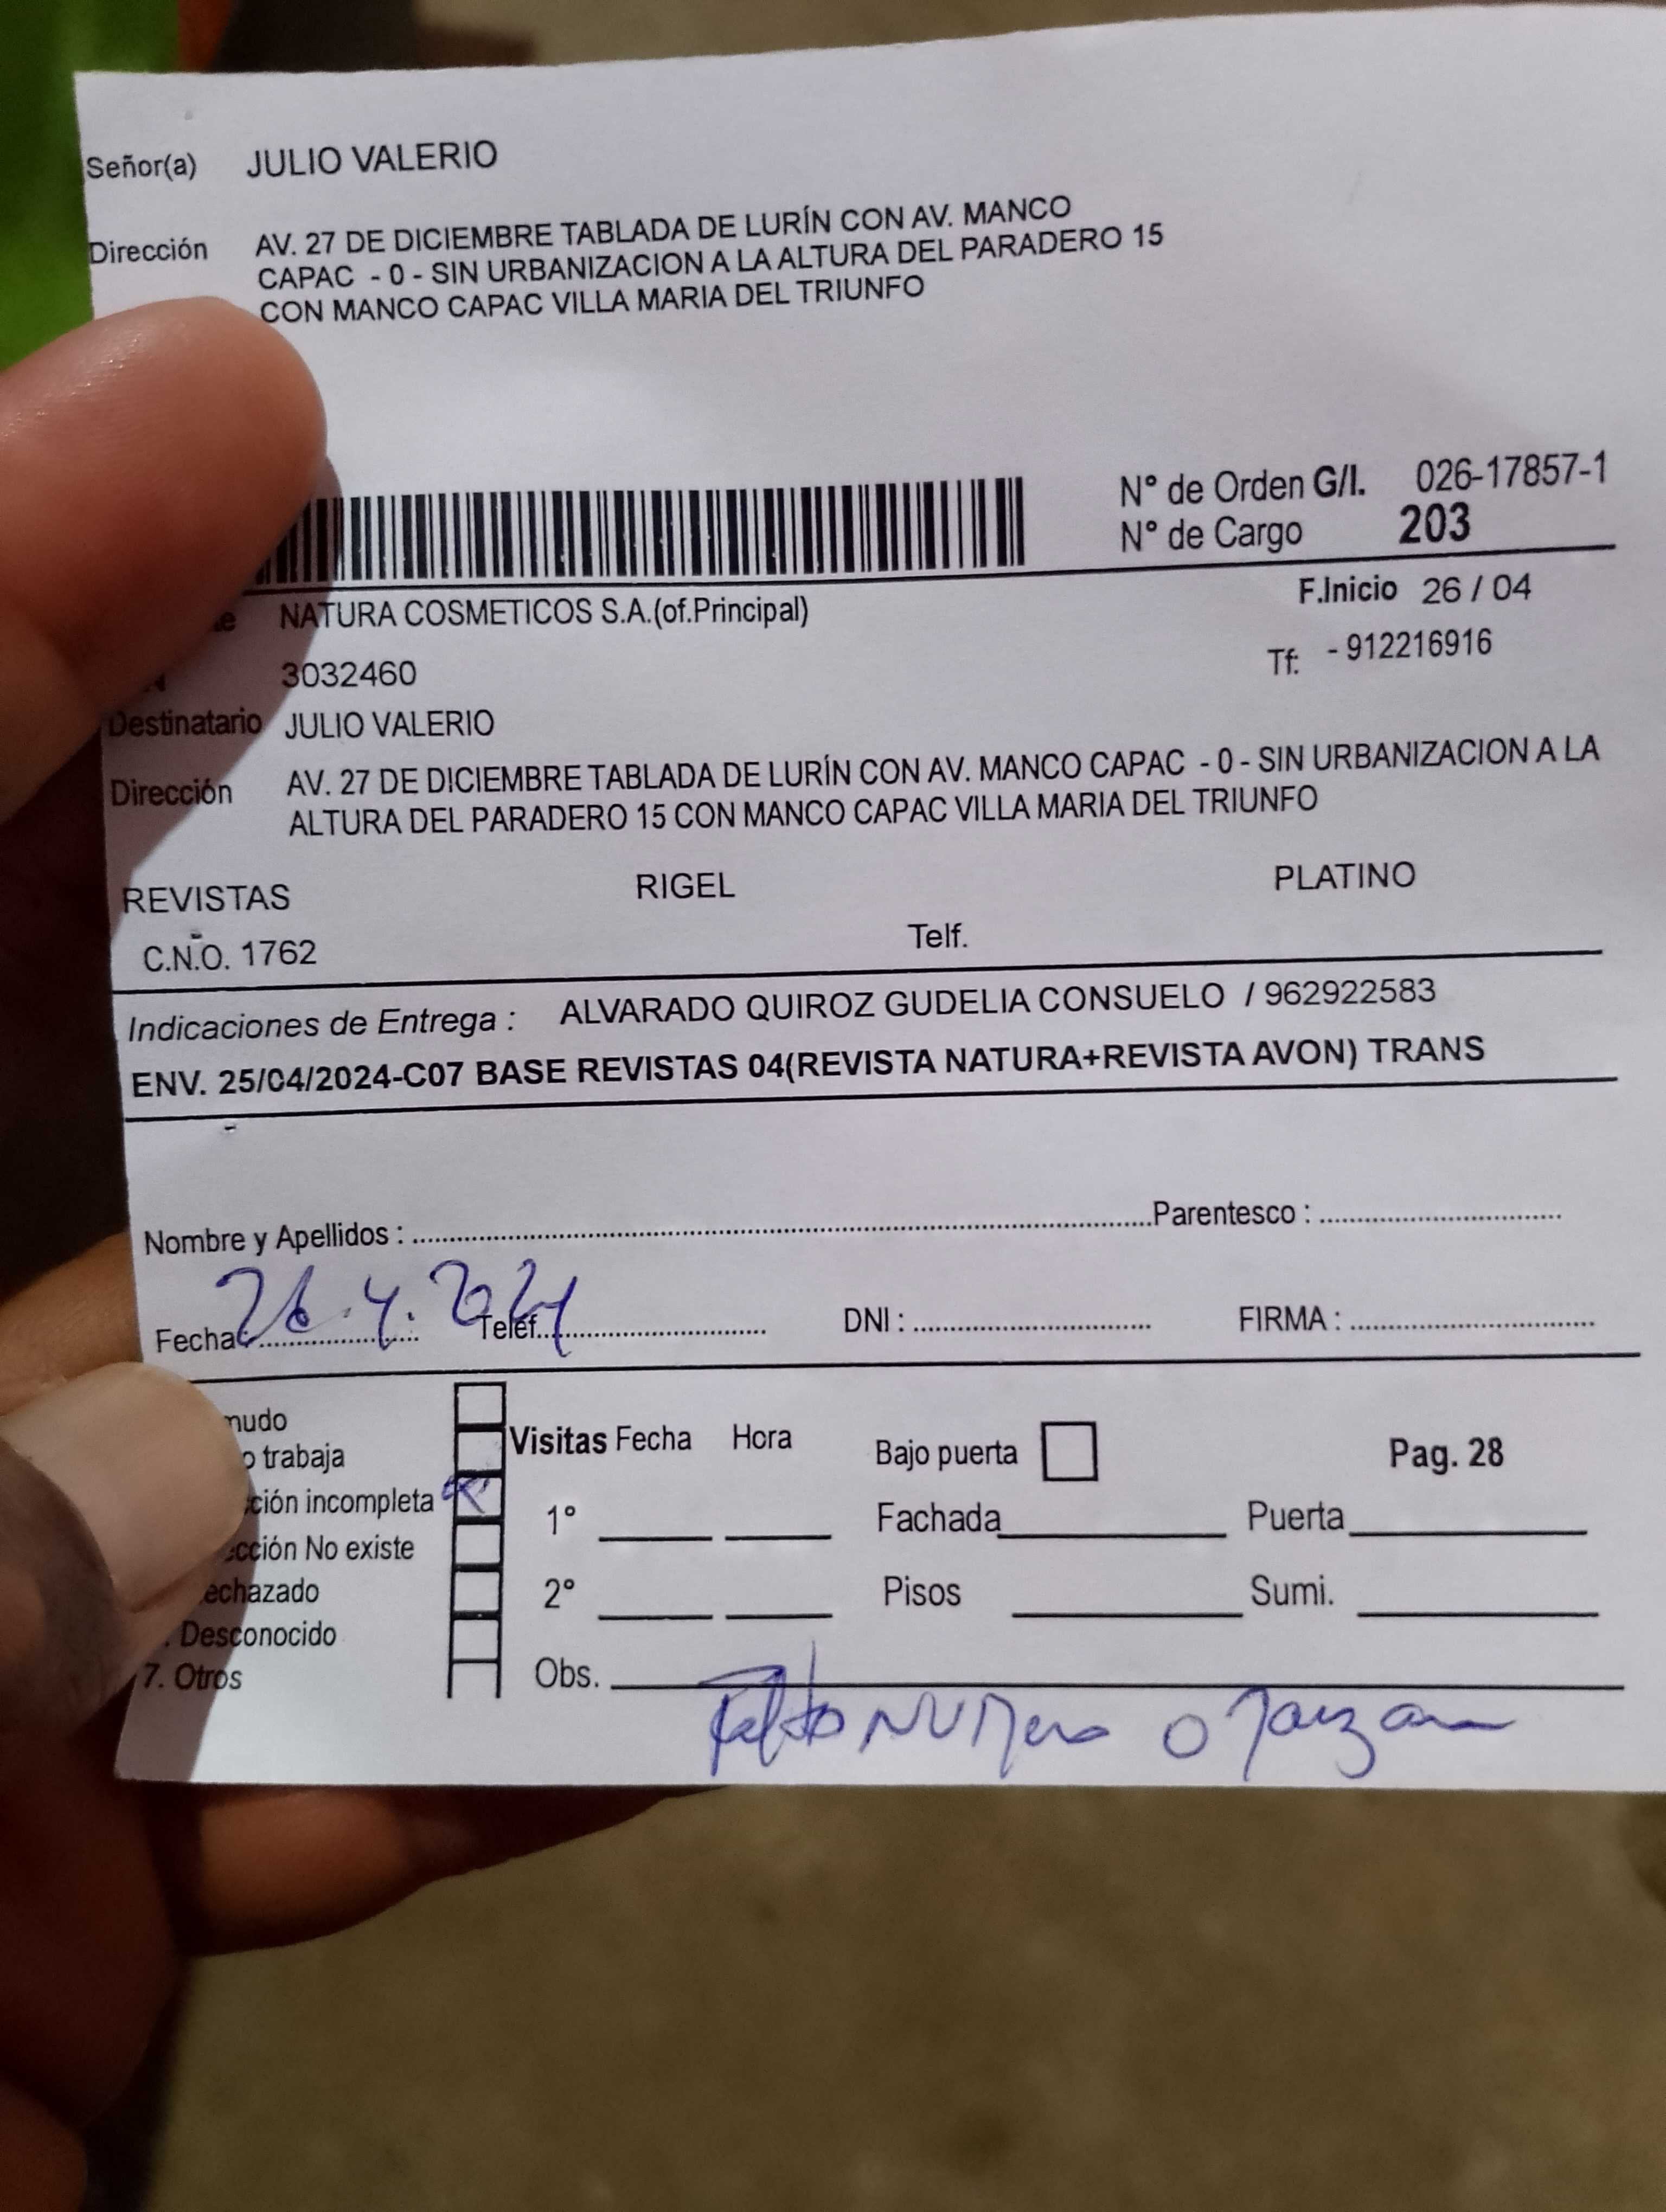 Señor(a) JULIO VALERIO
Dirección AV. 27 DE DICIEMBRE TABLADA DE LURÍN CON AV. MANCO
CAPAC - 0 - SIN URBANIZACION A LA ALTURA DEL PARADERO 15
CON MANCO CAPAC VILLA MARIA DEL TRIUNFO
N° de Orden G/I. 026-17857-1
N° de Cargo 203
NATURA COSMETICOS S.A.(of.Principal) F.Inicio 26 / 04
3032460 Tf: - 912216916
Destinatario JULIO VALERIO
Dirección AV. 27 DE DICIEMBRE TABLADA DE LURÍN CON AV. MANCO CAPAC - 0 - SIN URBANIZACION A LA
ALTURA DEL PARADERO 15 CON MANCO CAPAC VILLA MARIA DEL TRIUNFO
REVISTAS RIGEL PLATINO
C.N.O. 1762 Telf.
Indicaciones de Entrega : ALVARADO QUIROZ GUDELIA CONSUELO / 962922583
ENV. 25/04/2024-C07 BASE REVISTAS 04(REVISTA NATURA+REVISTA AVON) TRANS
Nombre y Apellidos : Parentesco :
Fecha: 26.4.2024 Telef. DNI : FIRMA :
mudo
trabaja Visitas Fecha Hora Bajo puerta Pag. 28
ción incompleta 1° Fachada Puerta
cción No existe
echazado 2° Pisos Sumi.
. Desconocido
7. Otros Obs.
Falta Numero o Manzana